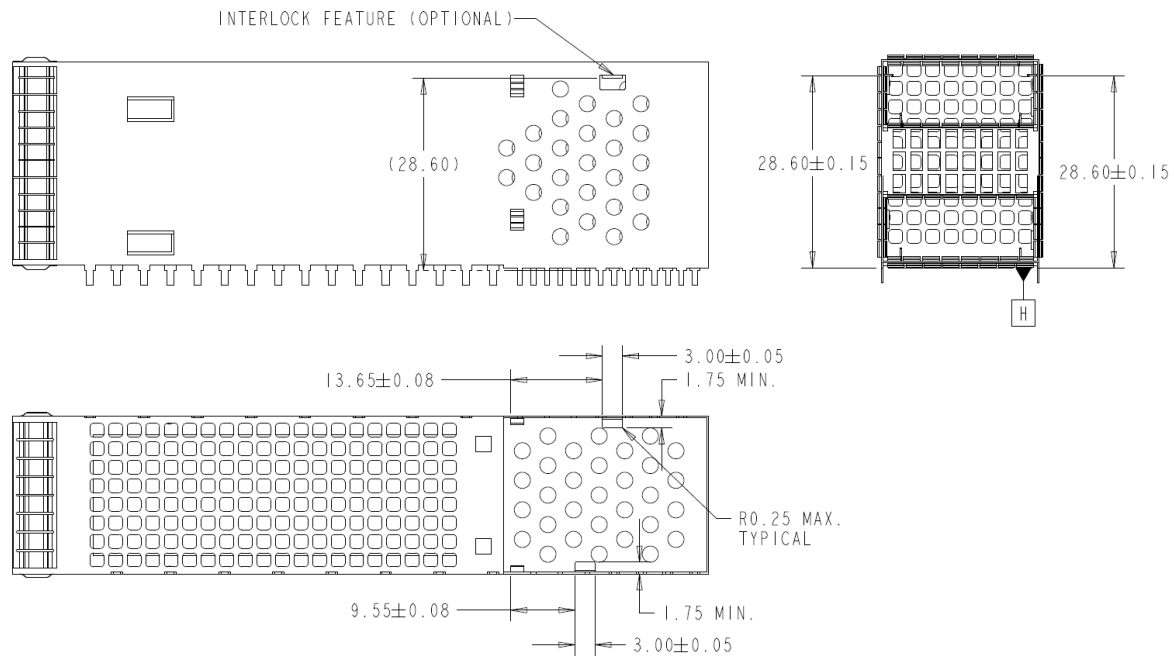 INTERLOCK FEATURE (OPTIONAL)
(28.60)
28.60±0.15
28.60±0.15
H
3.00±0.05
13.65±0.08
1.75 MIN.
R0.25 MAX.
TYPICAL
9.55±0.08
1.75 MIN.
3.00±0.05